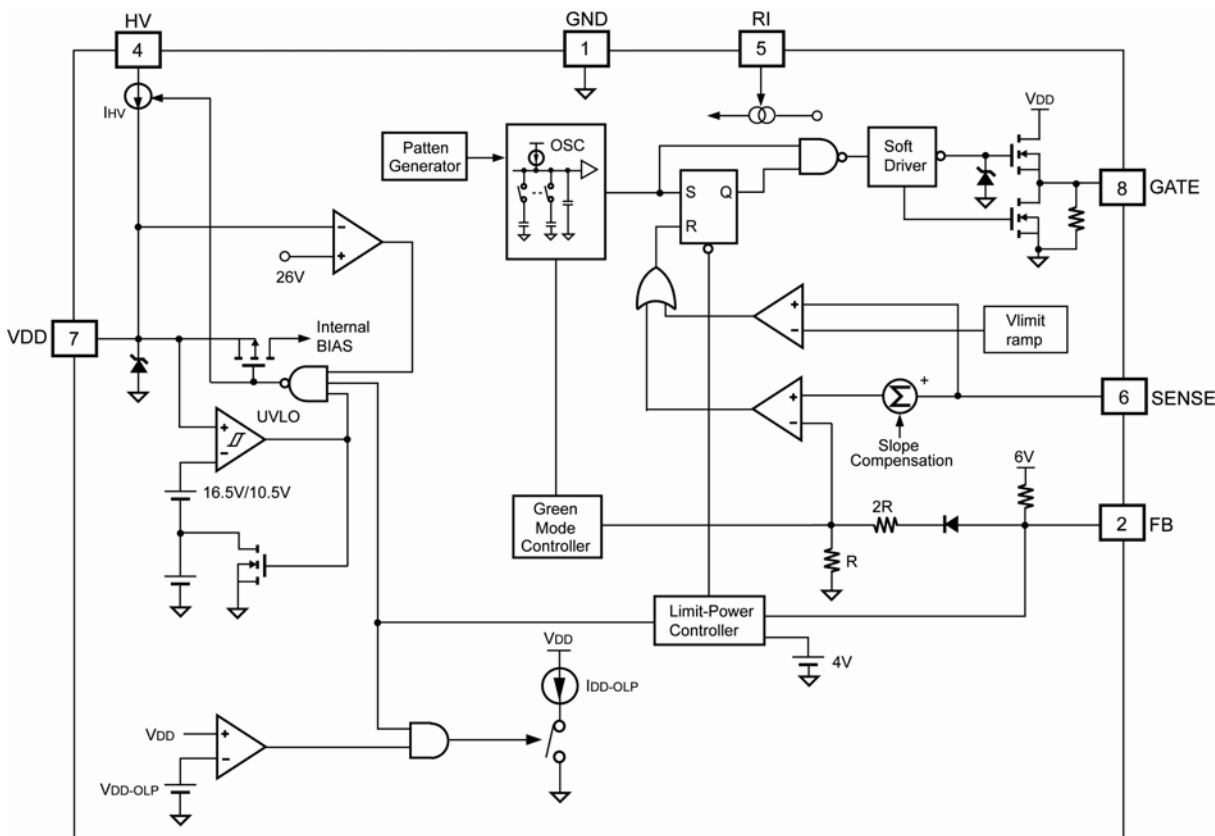 HV
4
GND
1
RI
5
IHV
Patten
Generator
OSC
S
Q
R
Soft
Driver
VDD
8
GATE
-
+
26V
VDD
7
Internal
BIAS
+
-
Vlimit
ramp
UVLO
+
-
16.5V/10.5V
+
-
Σ
+
Slope
Compensation
6
SENSE
6V
Green
Mode
Controller
2R
R
2
FB
Limit-Power
Controller
4V
VDD
IDD-OLP
VDD
+
-
VDD-OLP